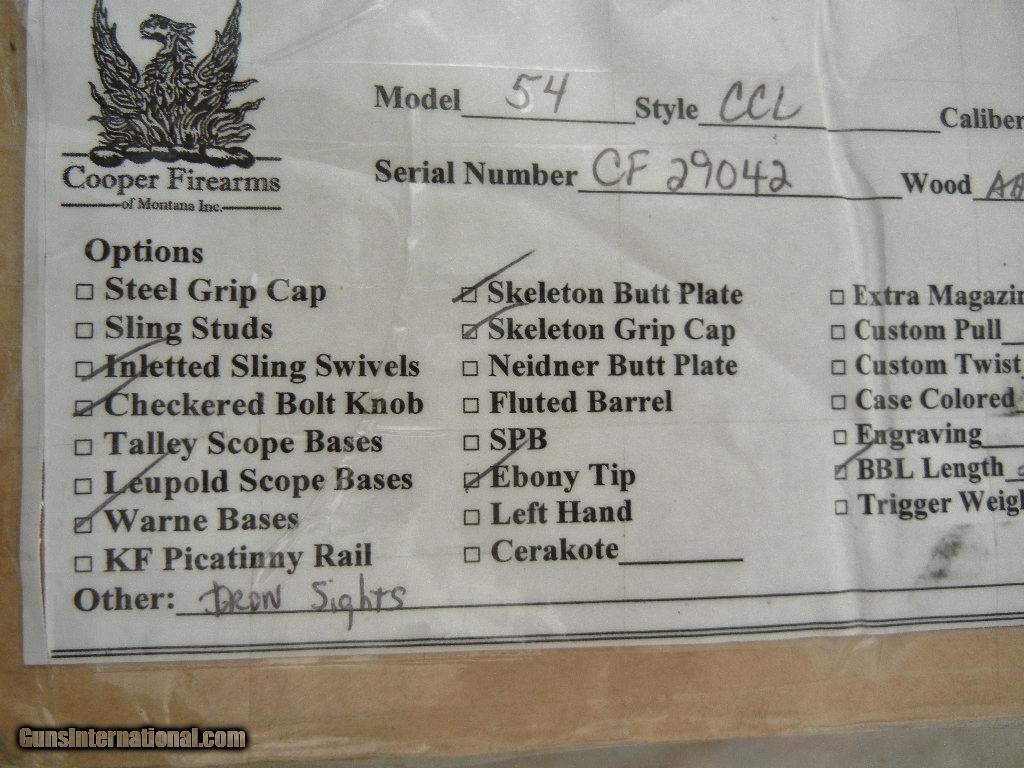 Model 54 Style CCL Caliber
Serial Number CF 29042 Wood
Cooper Firearms
of Montana Inc.
Options
Steel Grip Cap
Sling Studs
Inletted Sling Swivels
Checkered Bolt Knob
Talley Scope Bases
Leupold Scope Bases
Warne Bases
KF Picatinny Rail
Skeleton Butt Plate
Skeleton Grip Cap
Neidner Butt Plate
Fluted Barrel
SPB
Ebony Tip
Left Hand
Cerakote
Extra Magazin
Custom Pull
Custom Twist
Case Colored
Engraving
BBL Length
Trigger Weigh
Other: Iron Sights
GunsInternational.com